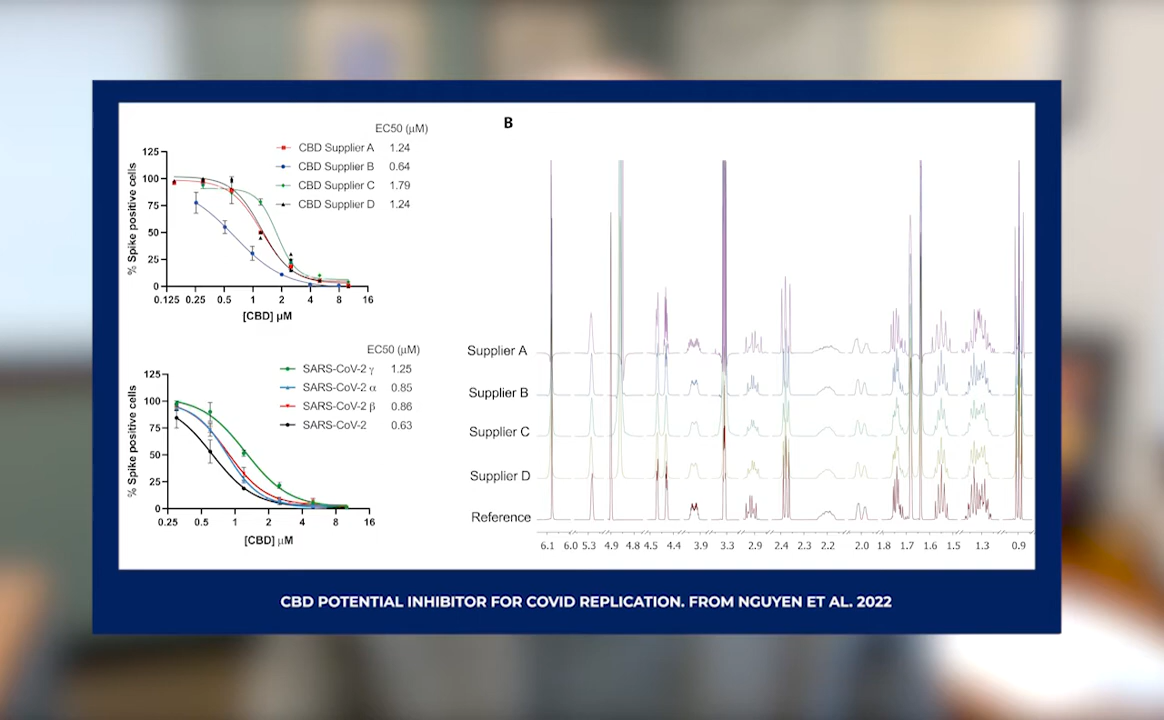 EC50 (µM)
CBD Supplier A 1.24
CBD Supplier B 0.64
CBD Supplier C 1.79
CBD Supplier D 1.24
% Spike positive cells
125
100
75
50
25
0
0.125 0.25 0.5 1 2 4 8 16
[CBD] µM
EC50 (µM)
SARS-CoV-2 γ 1.25
SARS-CoV-2 α 0.85
SARS-CoV-2 β 0.86
SARS-CoV-2 0.63
% Spike positive cells
125
100
75
50
25
0
0.25 0.5 1 2 4 8 16
[CBD] µM
B
Supplier A
Supplier B
Supplier C
Supplier D
Reference
6.1 6.0 5.3 4.9 4.8 4.5 4.4 3.9 3.3 2.9 2.4 2.3 2.2 2.0 1.8 1.7 1.6 1.5 1.3 0.9
CBD POTENTIAL INHIBITOR FOR COVID REPLICATION. FROM NGUYEN ET AL. 2022